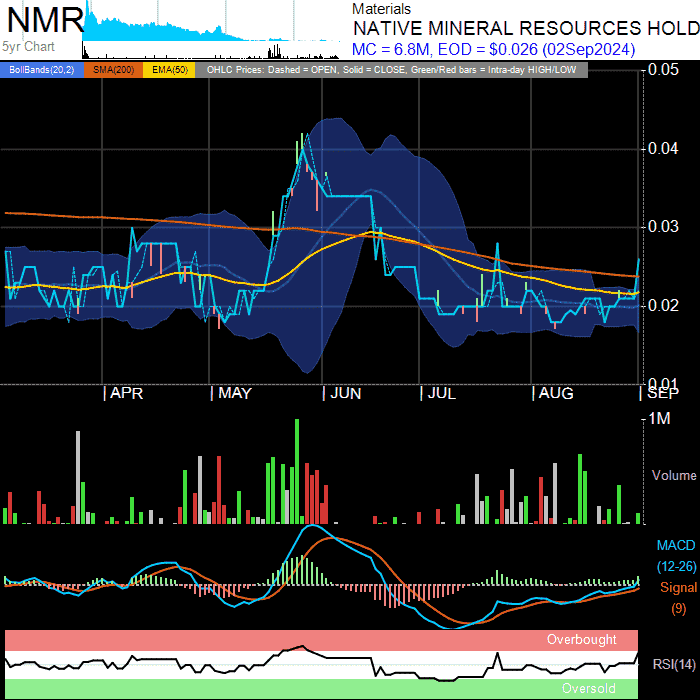 NMR
5yr Chart
Materials
NATIVE MINERAL RESOURCES HOLD
MC = 6.8M, EOD = $0.026 (02Sep2024)
BollBands(20,2) SMA(200) EMA(50) OHLC Prices: Dashed = OPEN, Solid = CLOSE, Green/Red bars = Intra-day HIGH/LOW
0.05
0.04
0.03
0.02
0.01
APR MAY JUN JUL AUG SEP
1M
Volume
MACD
(12-26)
Signal
(9)
Overbought
RSI(14)
Oversold